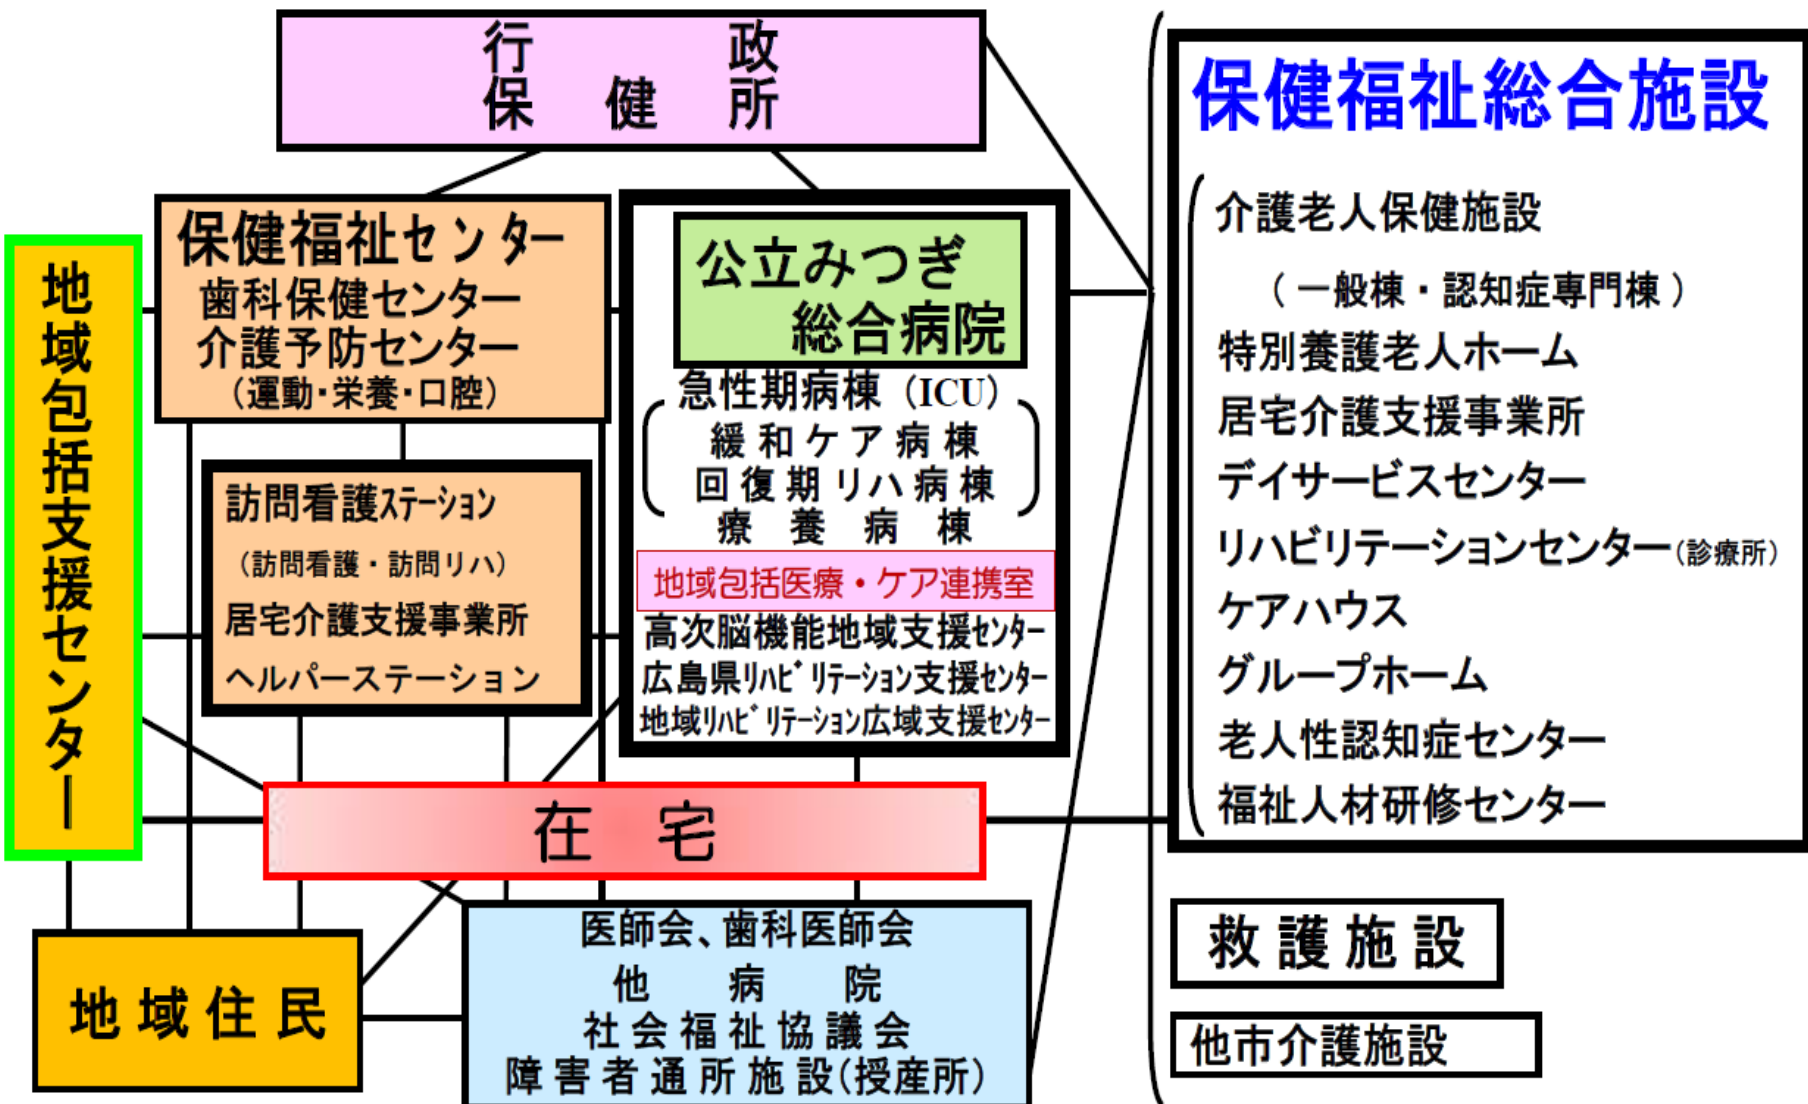 行政
保健所
保健福祉センター
歯科保健センター
介護予防センター
(運動・栄養・口腔)
地域包括支援センター
訪問看護ステーション
(訪問看護・訪問リハ)
居宅介護支援事業所
ヘルパーステーション
公立みつぎ
総合病院
急性期病棟(ICU)
緩和ケア病棟
回復期リハ病棟
療養病棟
地域包括医療・ケア連携室
高次脳機能地域支援センター
広島県リハビリテーション支援センター
地域リハビリテーション広域支援センター
在宅
地域住民
医師会、歯科医師会
他病院
社会福祉協議会
障害者通所施設(授産所)
保健福祉総合施設
介護老人保健施設
(一般棟・認知症専門棟)
特別養護老人ホーム
居宅介護支援事業所
デイサービスセンター
リハビリテーションセンター(診療所)
ケアハウス
グループホーム
老人性認知症センター
福祉人材研修センター
救護施設
他市介護施設